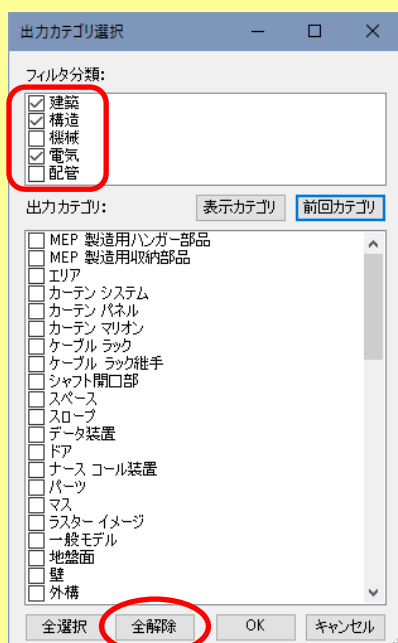 出力カテゴリ選択
フィルタ分類:
建築
構造
機械
電気
配管
出力カテゴリ:
表示カテゴリ
前回カテゴリ
MEP 製造用ハンガー部品
MEP 製造用収納部品
エリア
カーテン システム
カーテン パネル
カーテン マリオン
ケーブル ラック
ケーブル ラック継手
シャフト開口部
スペース
スロープ
データ装置
ドア
ナース コール装置
パーツ
マス
ラスター イメージ
一般モデル
地盤面
壁
外構
全選択
全解除
OK
キャンセル